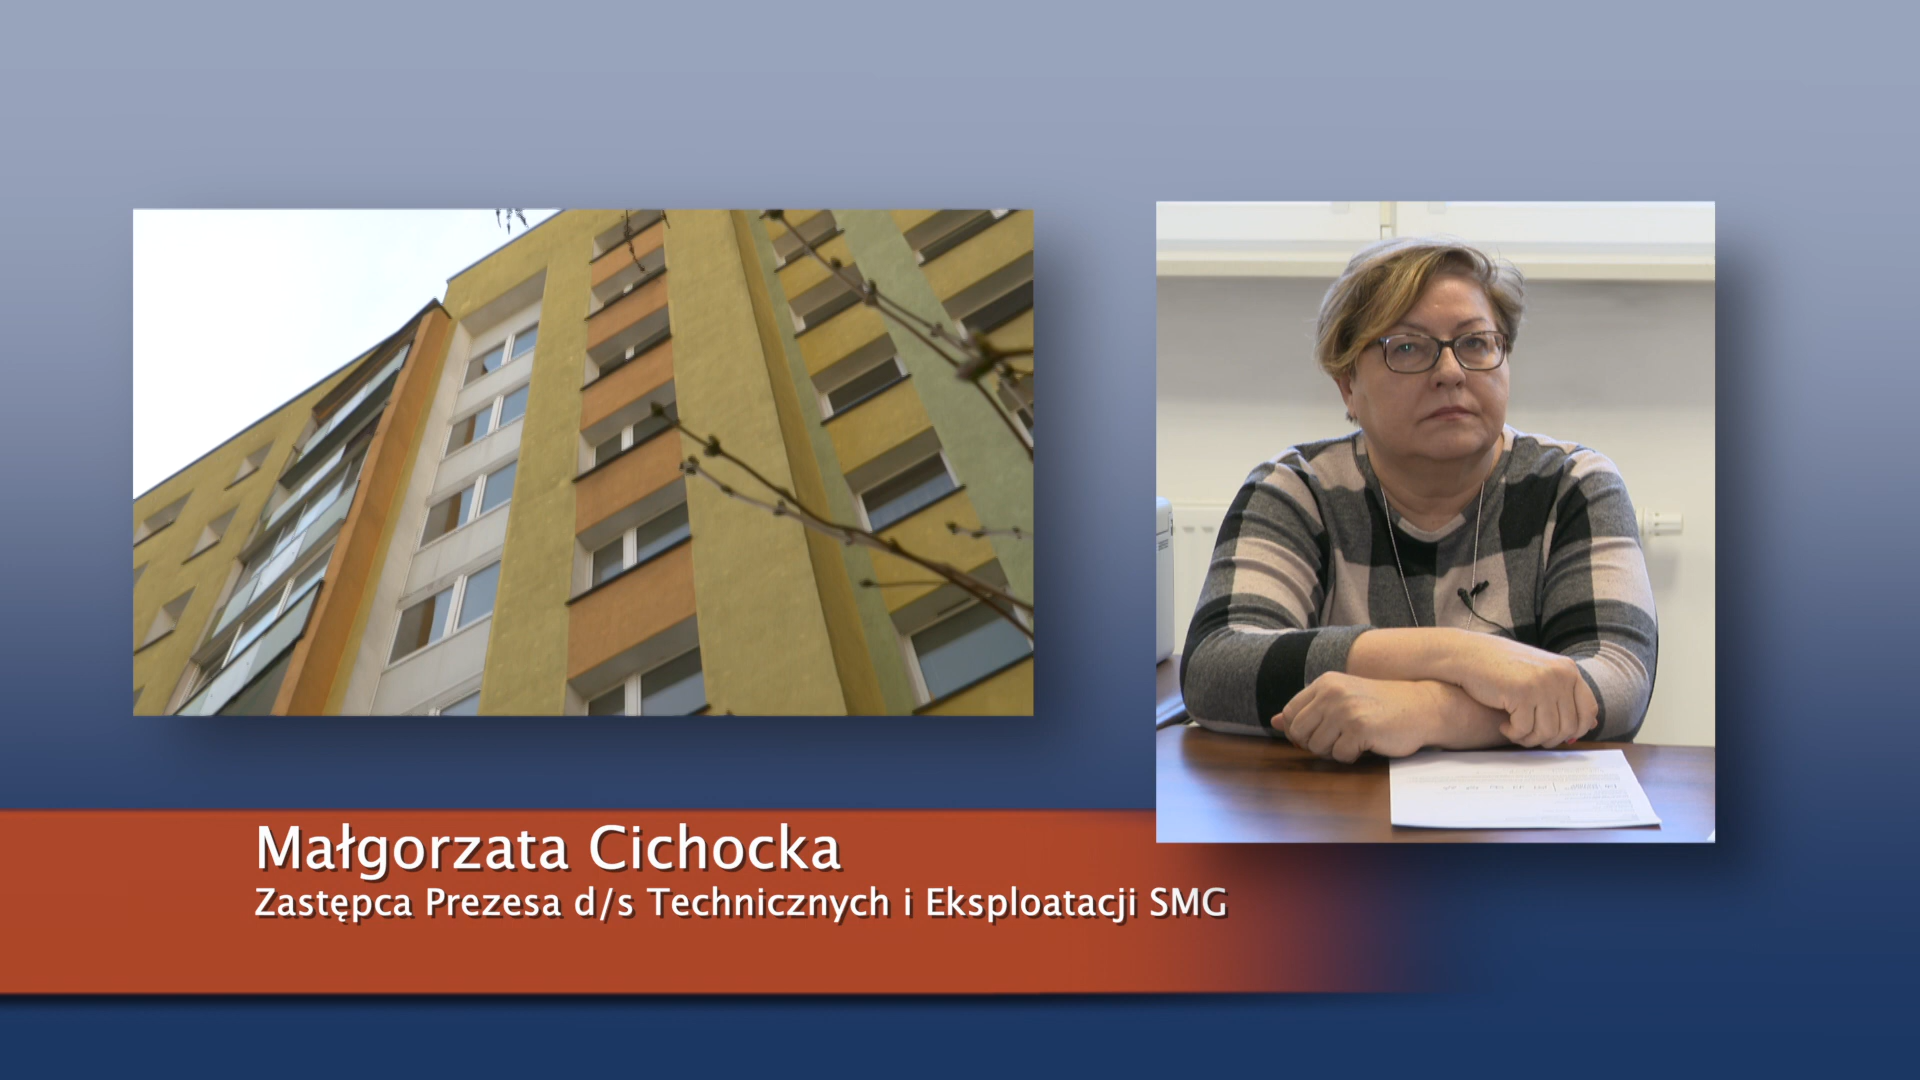 Małgorzata Cichocka
Zastępca Prezesa d/s Technicznych i Eksploatacji SMG